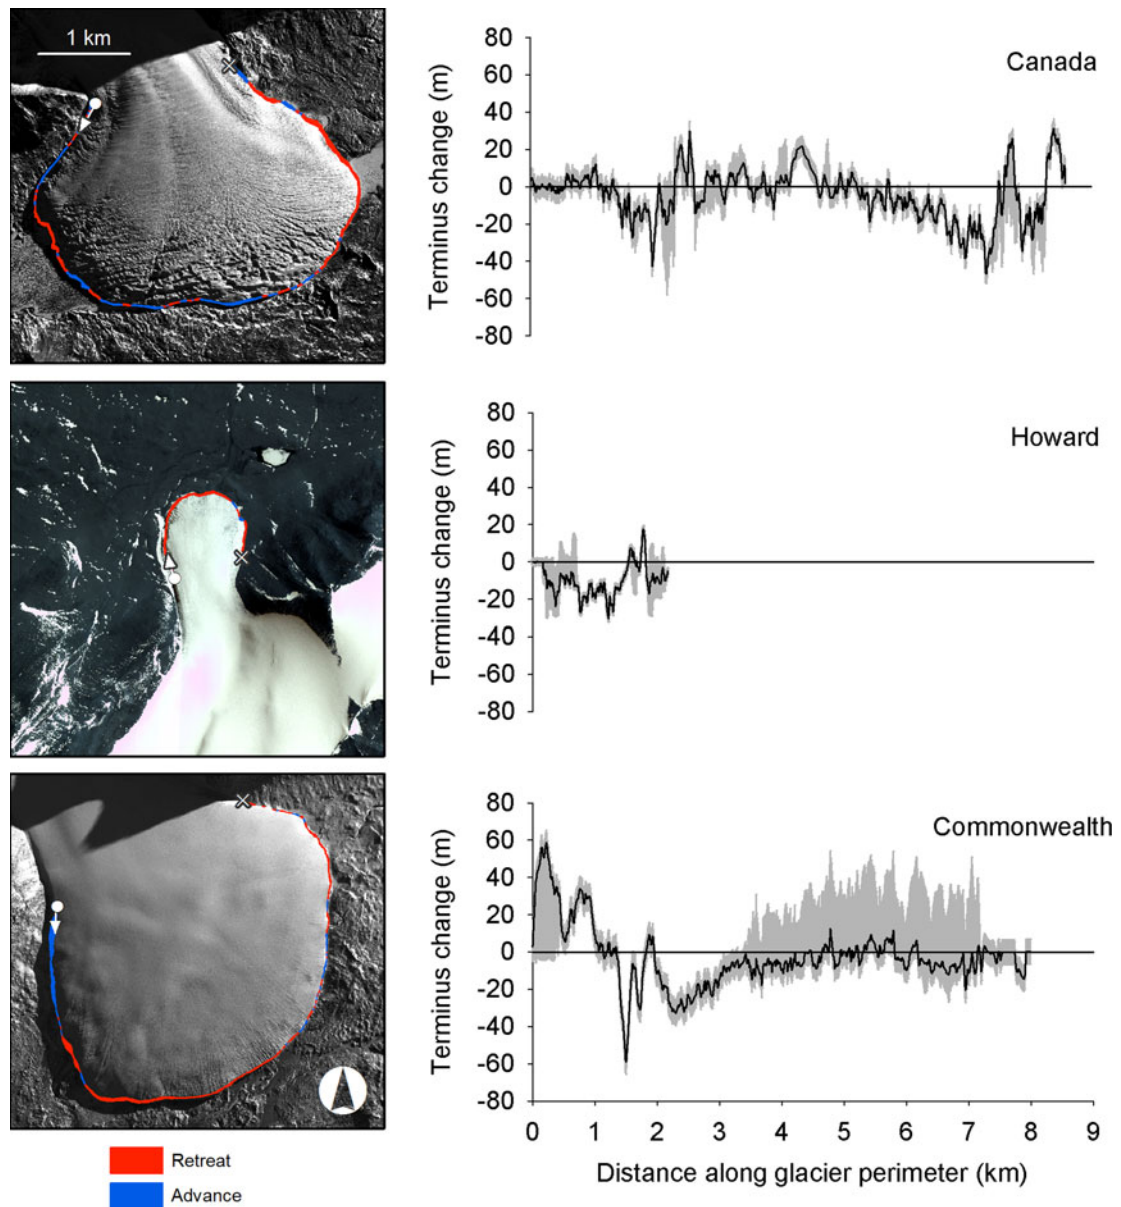 1 km
Canada
Terminus change (m)
80
60
40
20
0
-20
-40
-60
-80
Howard
Terminus change (m)
80
60
40
20
0
-20
-40
-60
-80
Commonwealth
Terminus change (m)
80
60
40
20
0
-20
-40
-60
-80
0 1 2 3 4 5 6 7 8 9
Distance along glacier perimeter (km)
Retreat
Advance